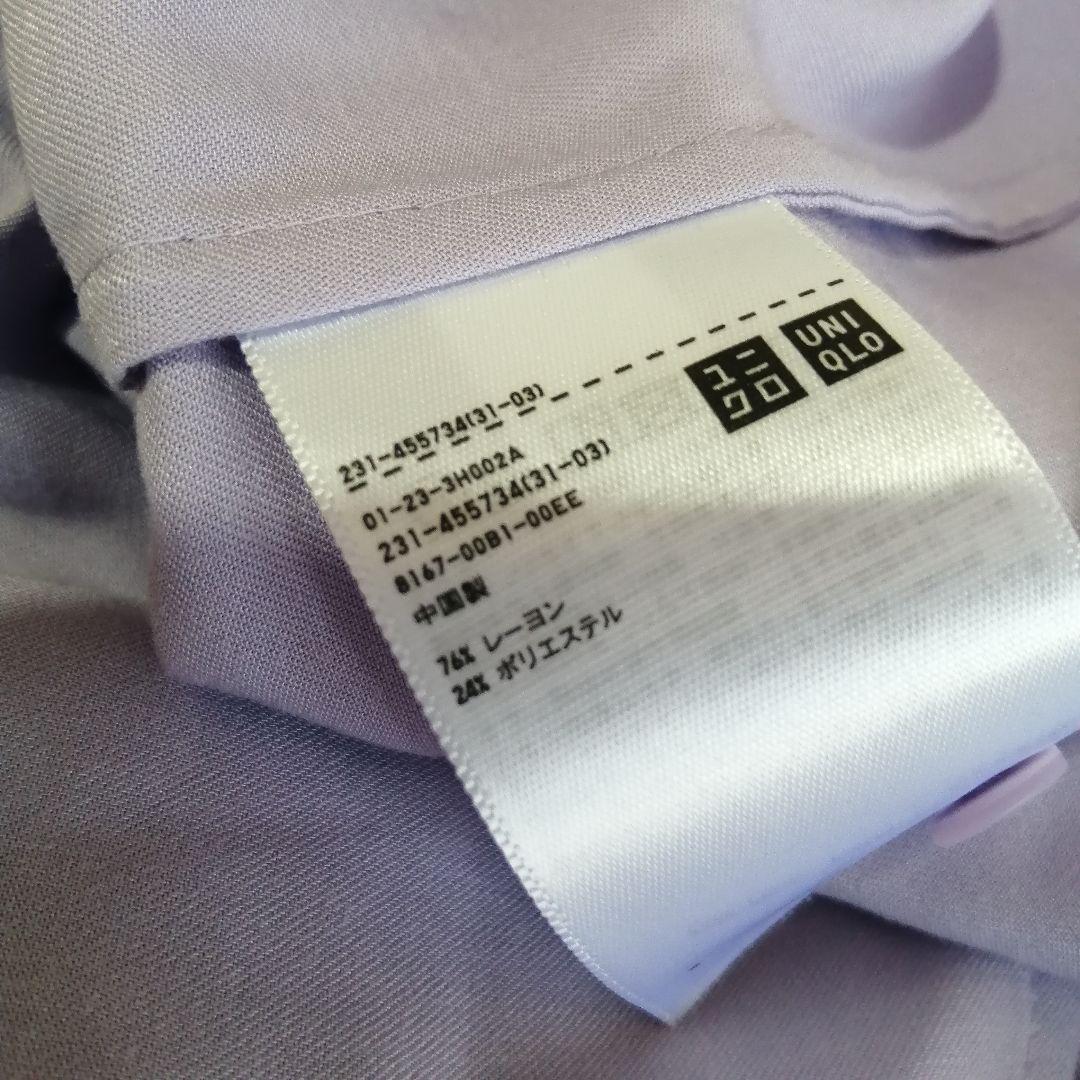 ユニ
クロ
UNI
QLO
231-455734(31-03)
01-23-3H002A
231-455734(31-03)
8167-00B1-00EE
中国製
76% レーヨン
24% ポリエステル